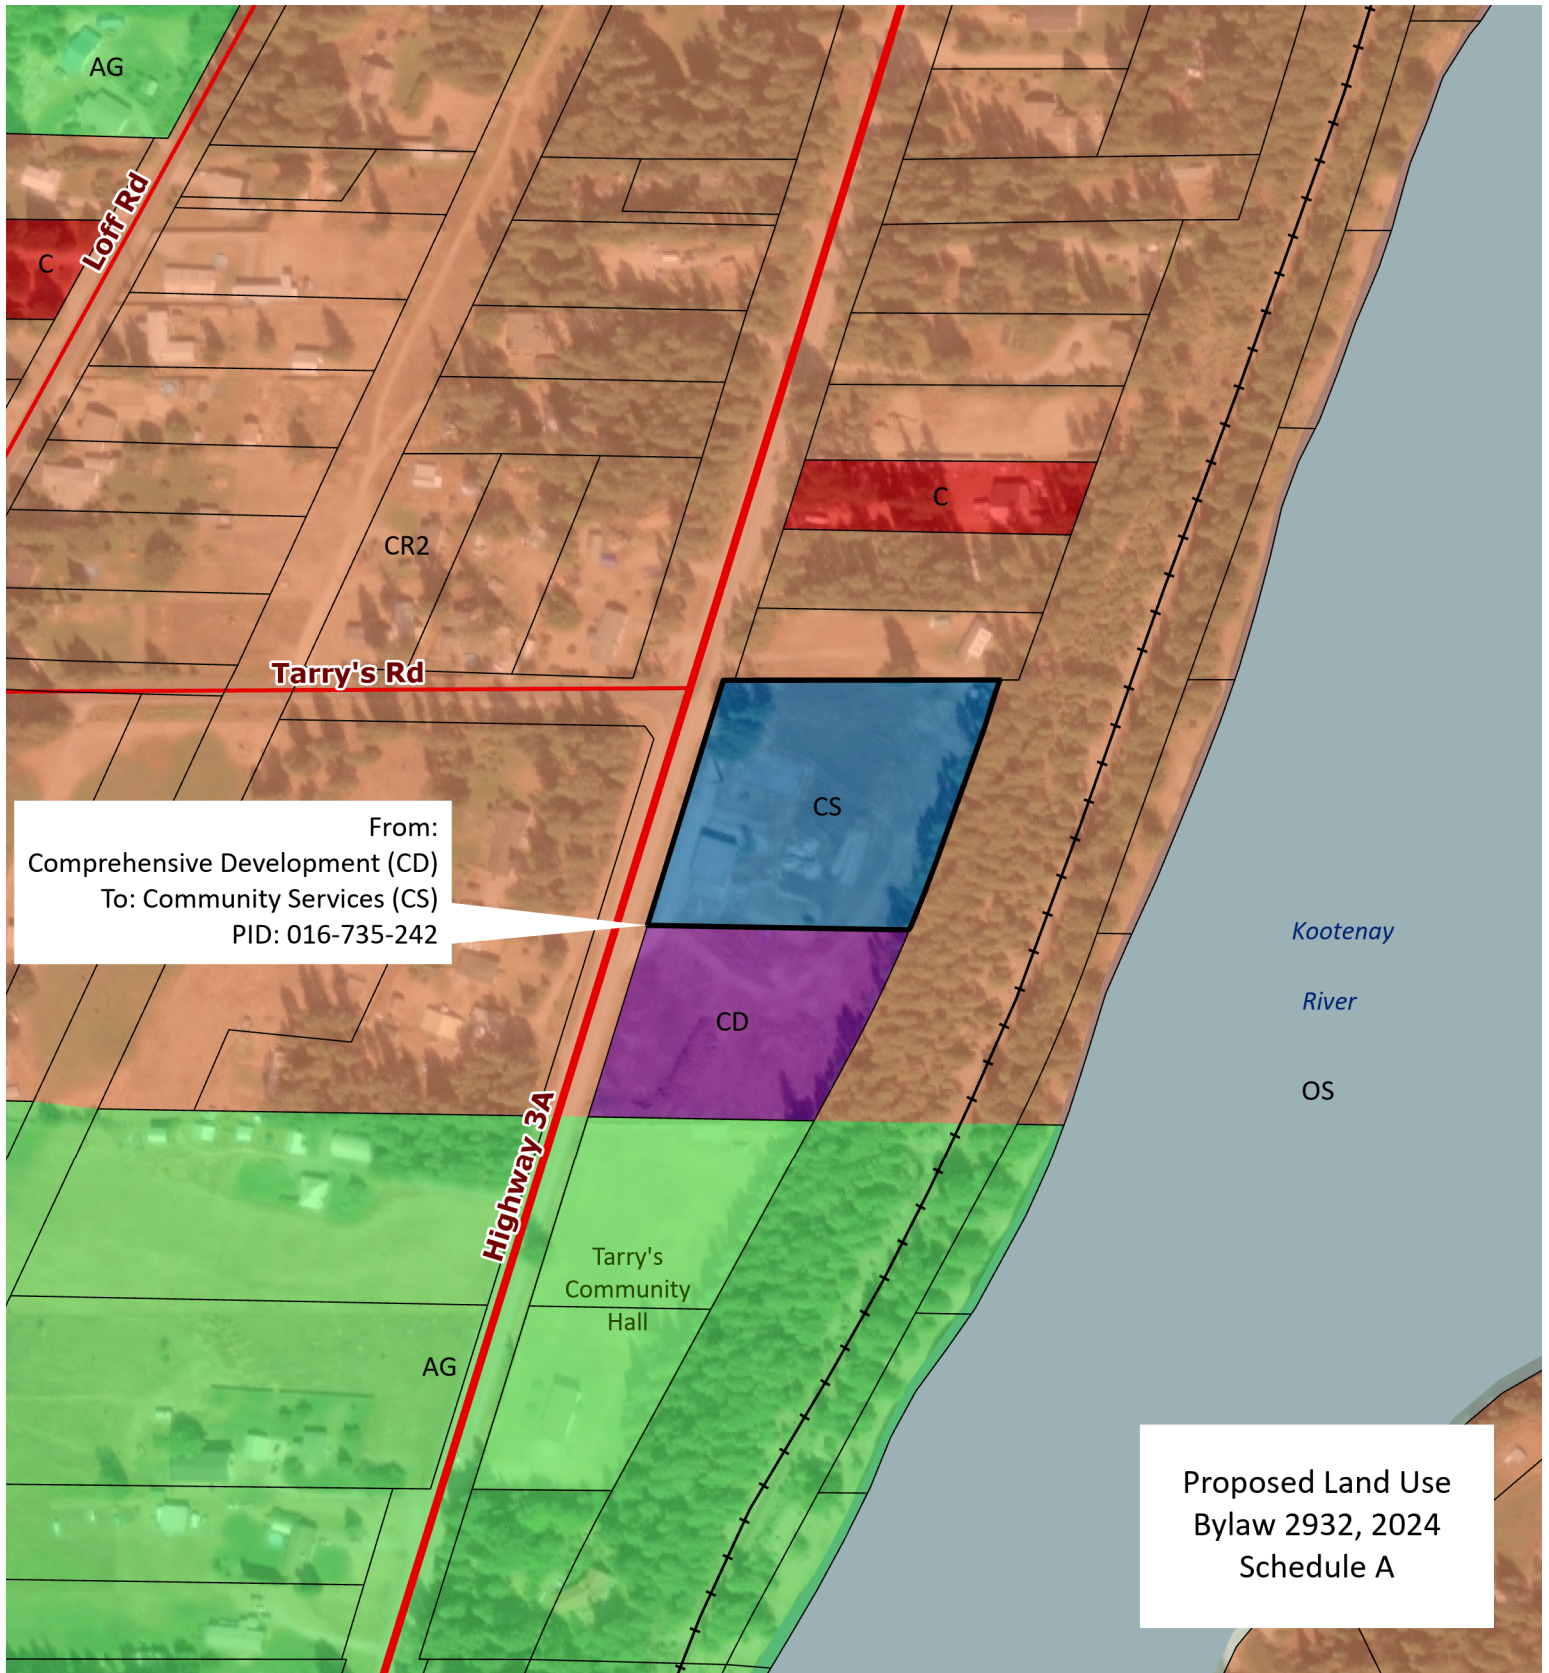 AG
Loff Rd
C
C
CR2
Tarry's Rd
CS
From:
Comprehensive Development (CD)
To: Community Services (CS)
PID: 016-735-242
Kootenay
River
CD
OS
Highway 3A
Tarry's
Community
Hall
AG
Proposed Land Use
Bylaw 2932, 2024
Schedule A